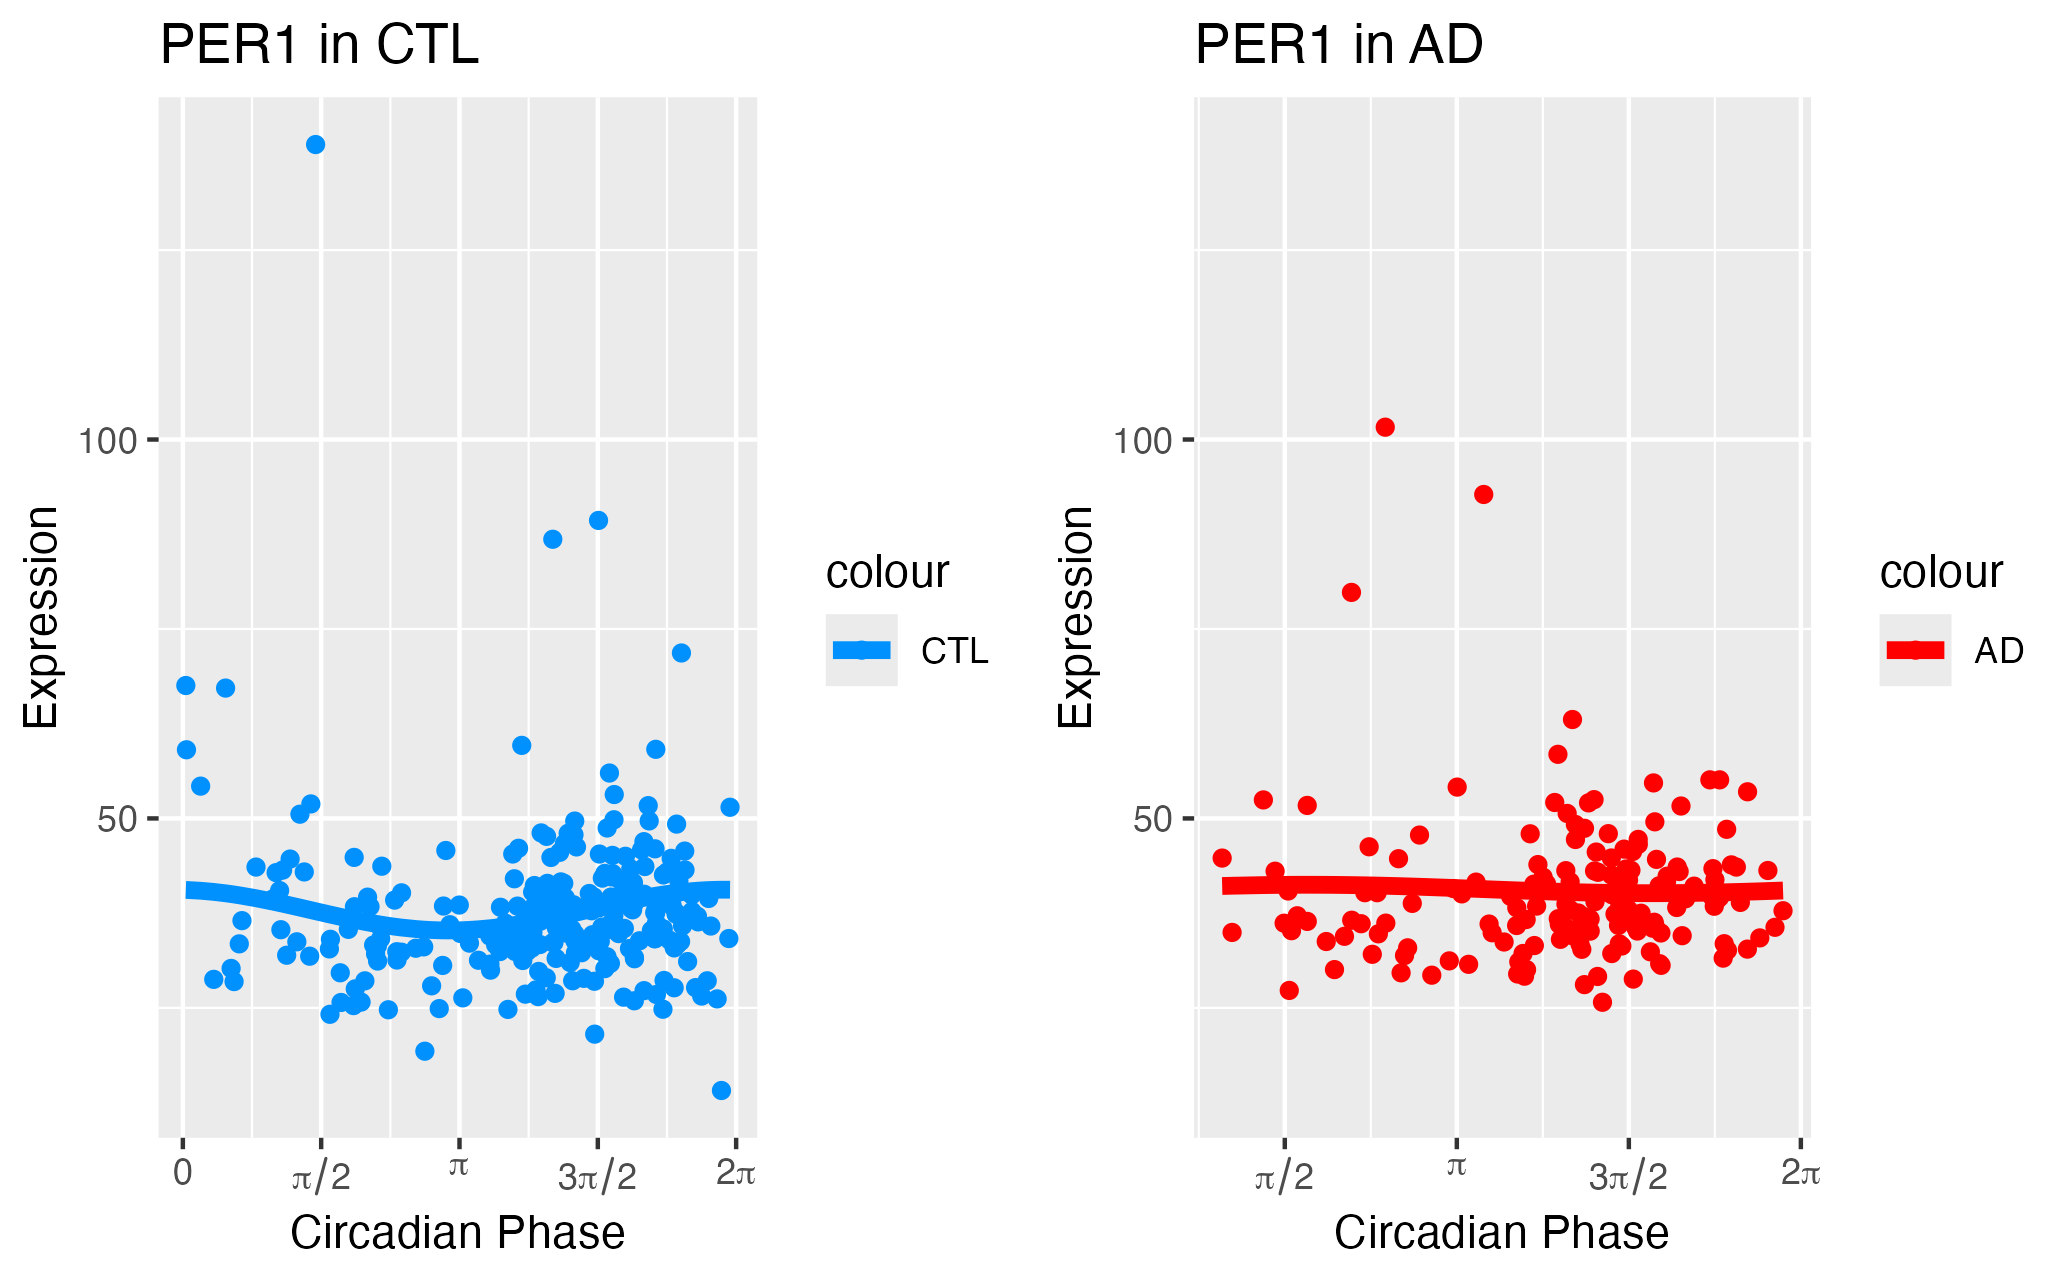 PER1 in CTL
100
50
Expression
0 π/2 π 3π/2 2π
Circadian Phase
colour
CTL
PER1 in AD
100
50
Expression
π/2 π 3π/2 2π
Circadian Phase
colour
AD